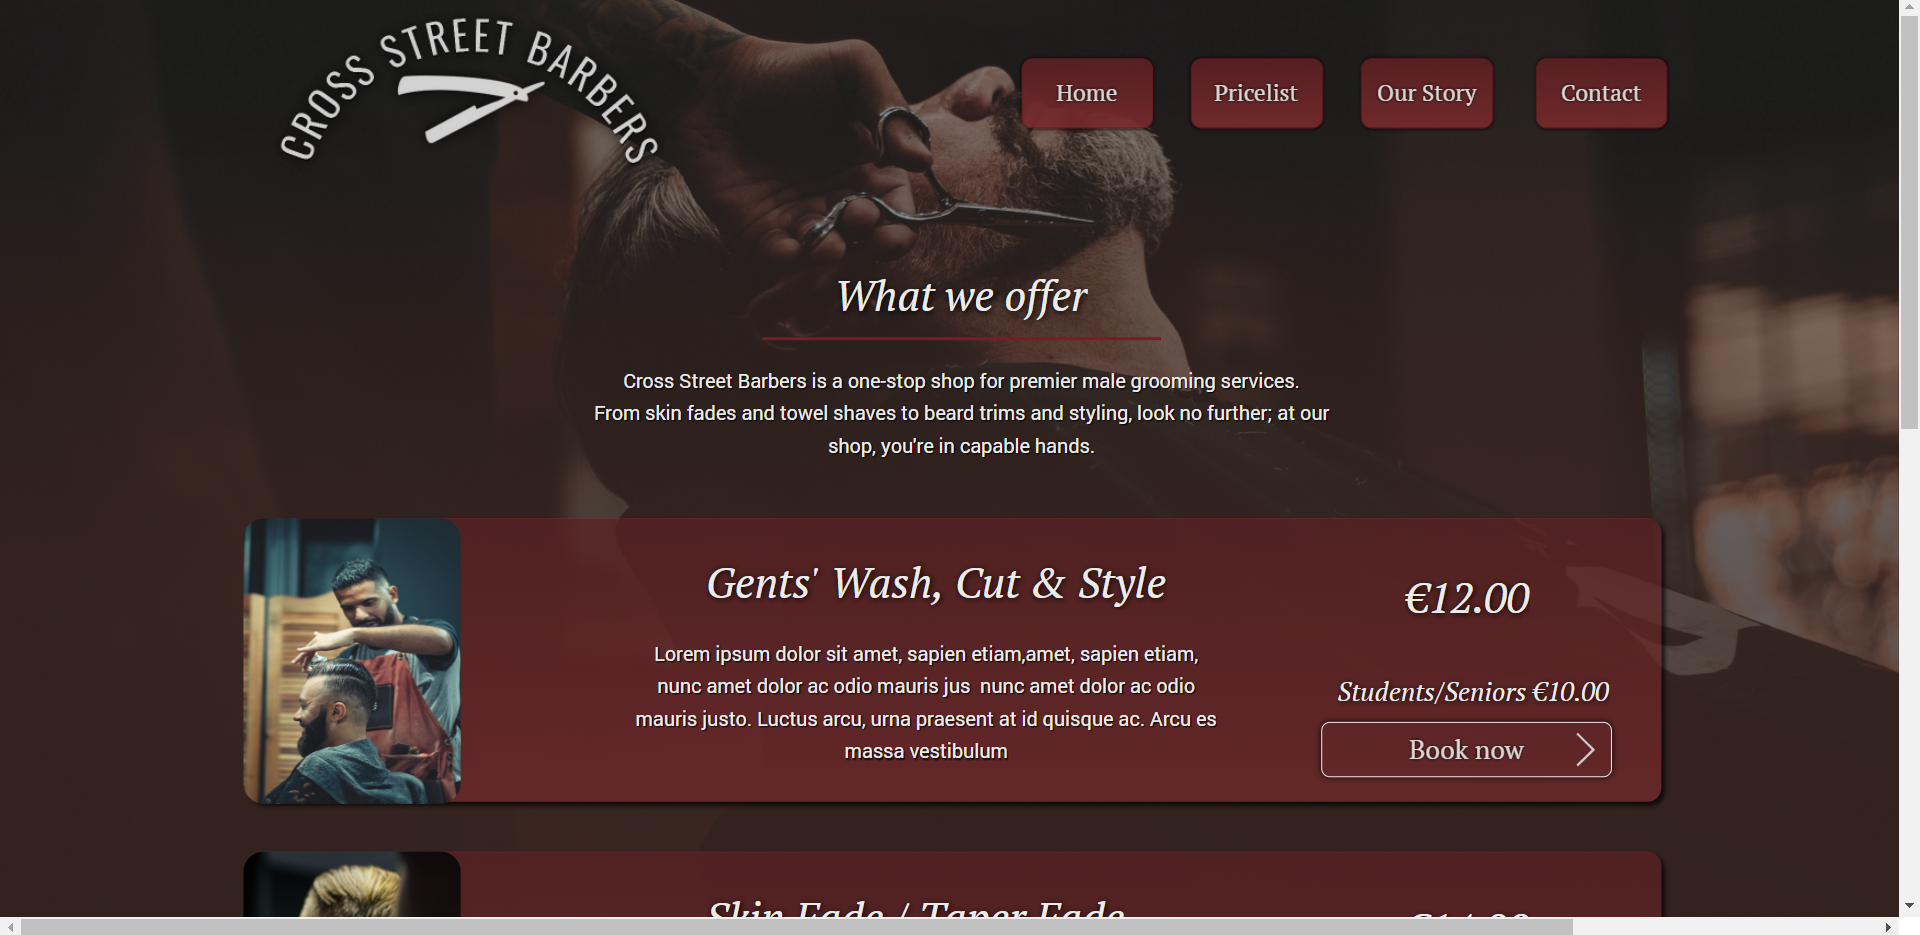 CROSS STREET BARBERS
Home
Pricelist
Our Story
Contact
What we offer
Cross Street Barbers is a one-stop shop for premier male grooming services.
From skin fades and towel shaves to beard trims and styling, look no further; at our
shop, you're in capable hands.
Gents' Wash, Cut & Style
Lorem ipsum dolor sit amet, sapien etiam,amet, sapien etiam,
nunc amet dolor ac odio mauris jus  nunc amet dolor ac odio
mauris justo. Luctus arcu, urna praesent at id quisque ac. Arcu es
massa vestibulum
€12.00
Students/Seniors €10.00
Book now
Skin Fade / Taper Fade